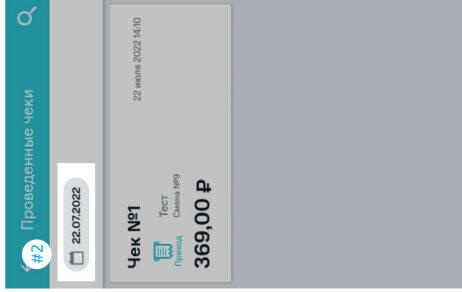 #2
Проведенные чеки
22.07.2022
Чек №1
22 июля 2022 14:10
Приход
Тест
Смена №9
369,00 ₽